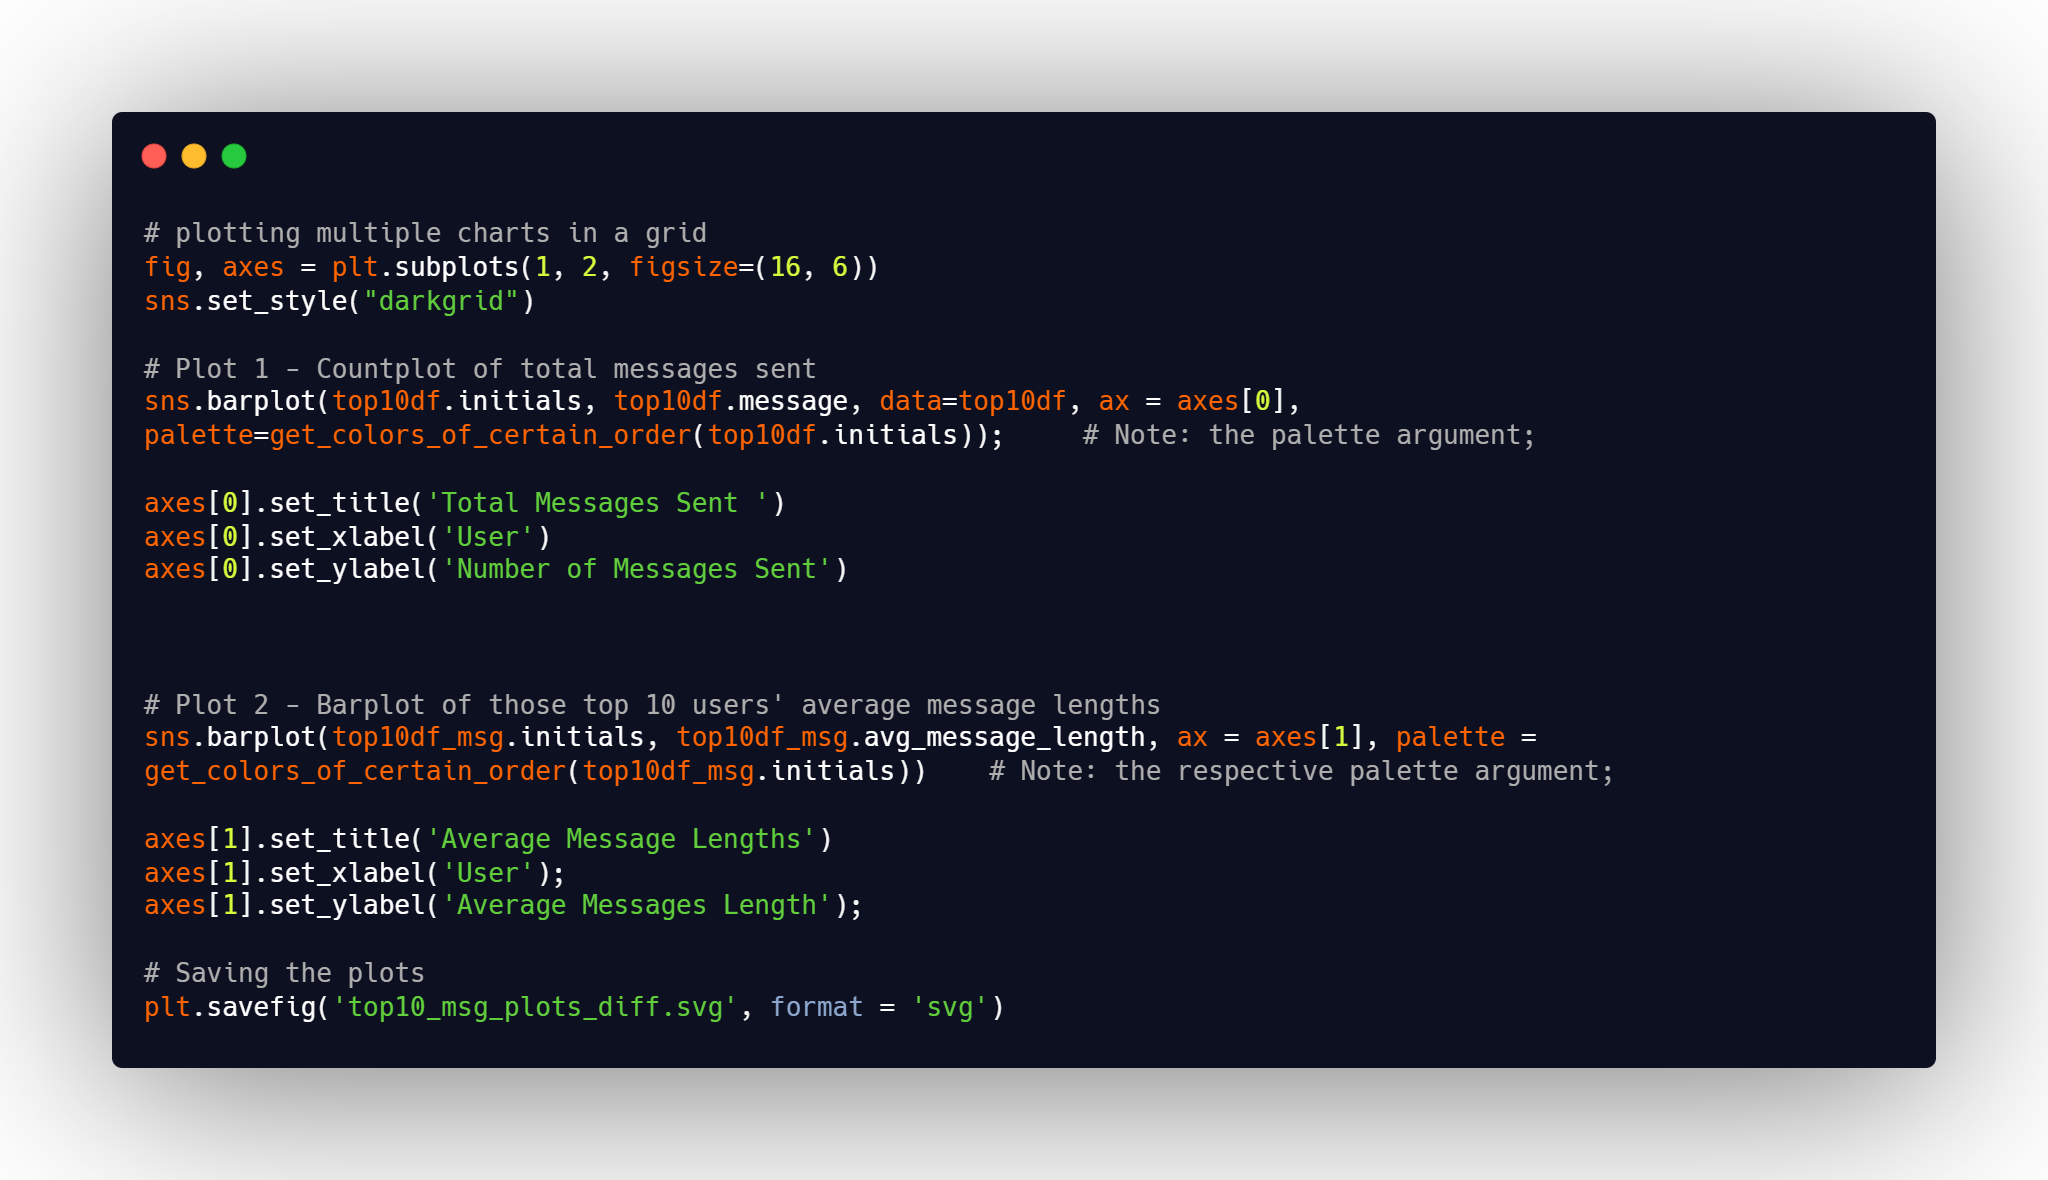 # plotting multiple charts in a grid
fig, axes = plt.subplots(1, 2, figsize=(16, 6))
sns.set_style("darkgrid")
# Plot 1 - Countplot of total messages sent
sns.barplot(top10df.initials, top10df.message, data=top10df, ax = axes[0],
palette=get_colors_of_certain_order(top10df.initials));     # Note: the palette argument;
axes[0].set_title('Total Messages Sent ')
axes[0].set_xlabel('User')
axes[0].set_ylabel('Number of Messages Sent')
# Plot 2 - Barplot of those top 10 users' average message lengths
sns.barplot(top10df_msg.initials, top10df_msg.avg_message_length, ax = axes[1], palette =
get_colors_of_certain_order(top10df_msg.initials))    # Note: the respective palette argument;
axes[1].set_title('Average Message Lengths')
axes[1].set_xlabel('User');
axes[1].set_ylabel('Average Messages Length');
# Saving the plots
plt.savefig('top10_msg_plots_diff.svg', format = 'svg')